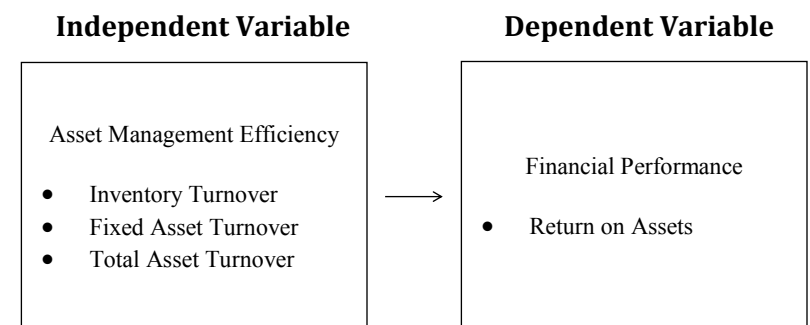 Independent Variable
Dependent Variable
Asset Management Efficiency
• Inventory Turnover
• Fixed Asset Turnover
• Total Asset Turnover
Financial Performance
• Return on Assets